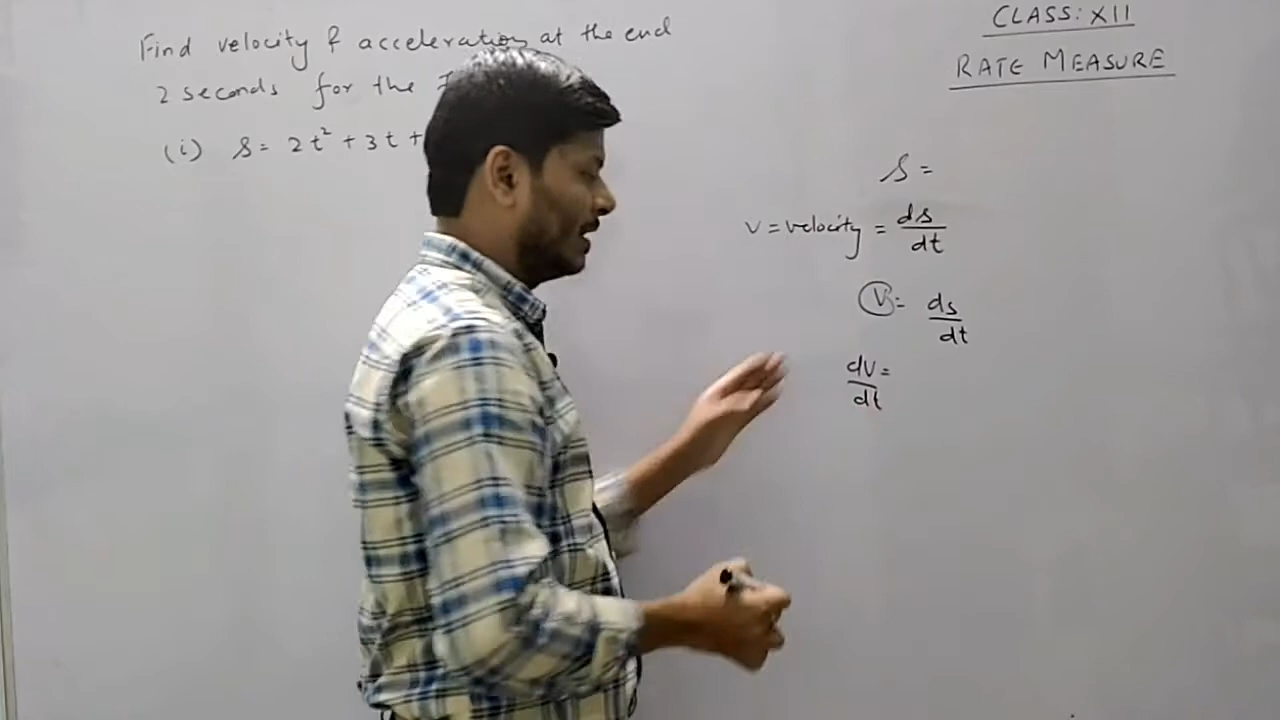 Find velocity & acceleration at the end
2 seconds for the
(i) S = 2t² + 3t +
CLASS: XII
RATE MEASURE
S =
v = velocity = ds/dt
v = ds/dt
dv/dt =